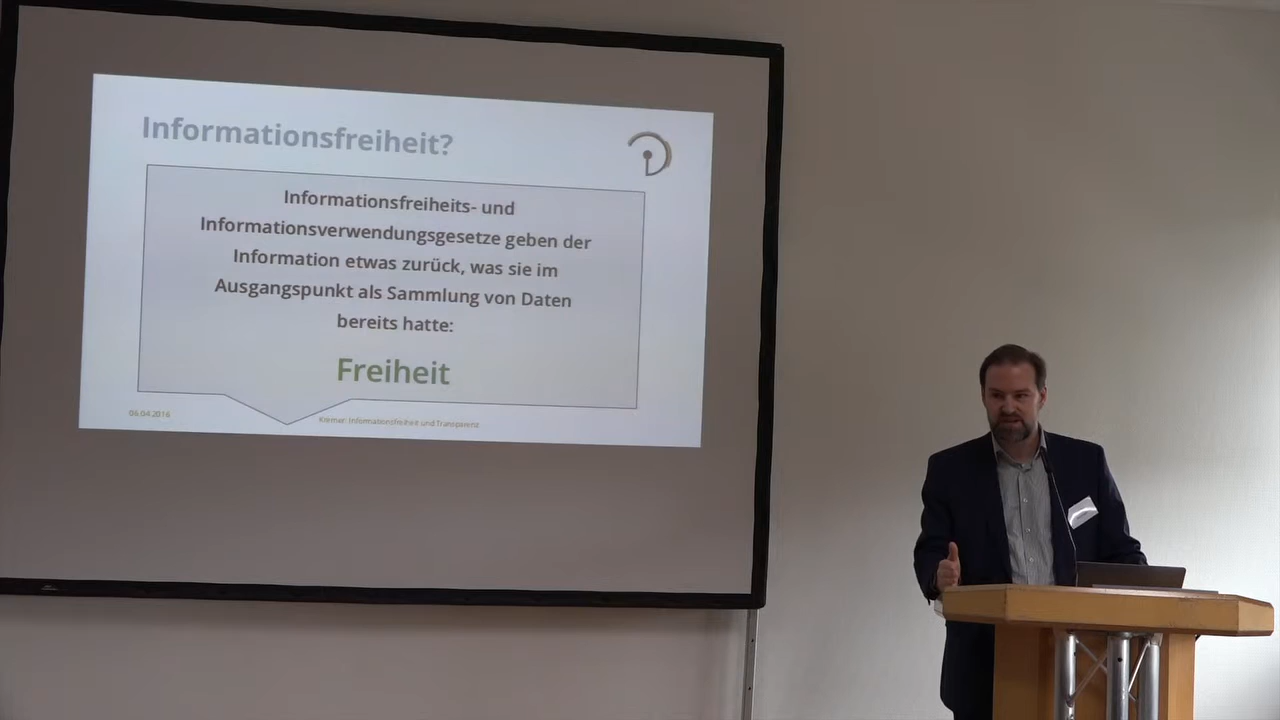 Informationsfreiheit?
Informationsfreiheits- und
Informationsverwendungsgesetze geben der
Information etwas zurück, was sie im
Ausgangspunkt als Sammlung von Daten
bereits hatte:
Freiheit
06.04.2016
Informationsfreiheit und Transparenz